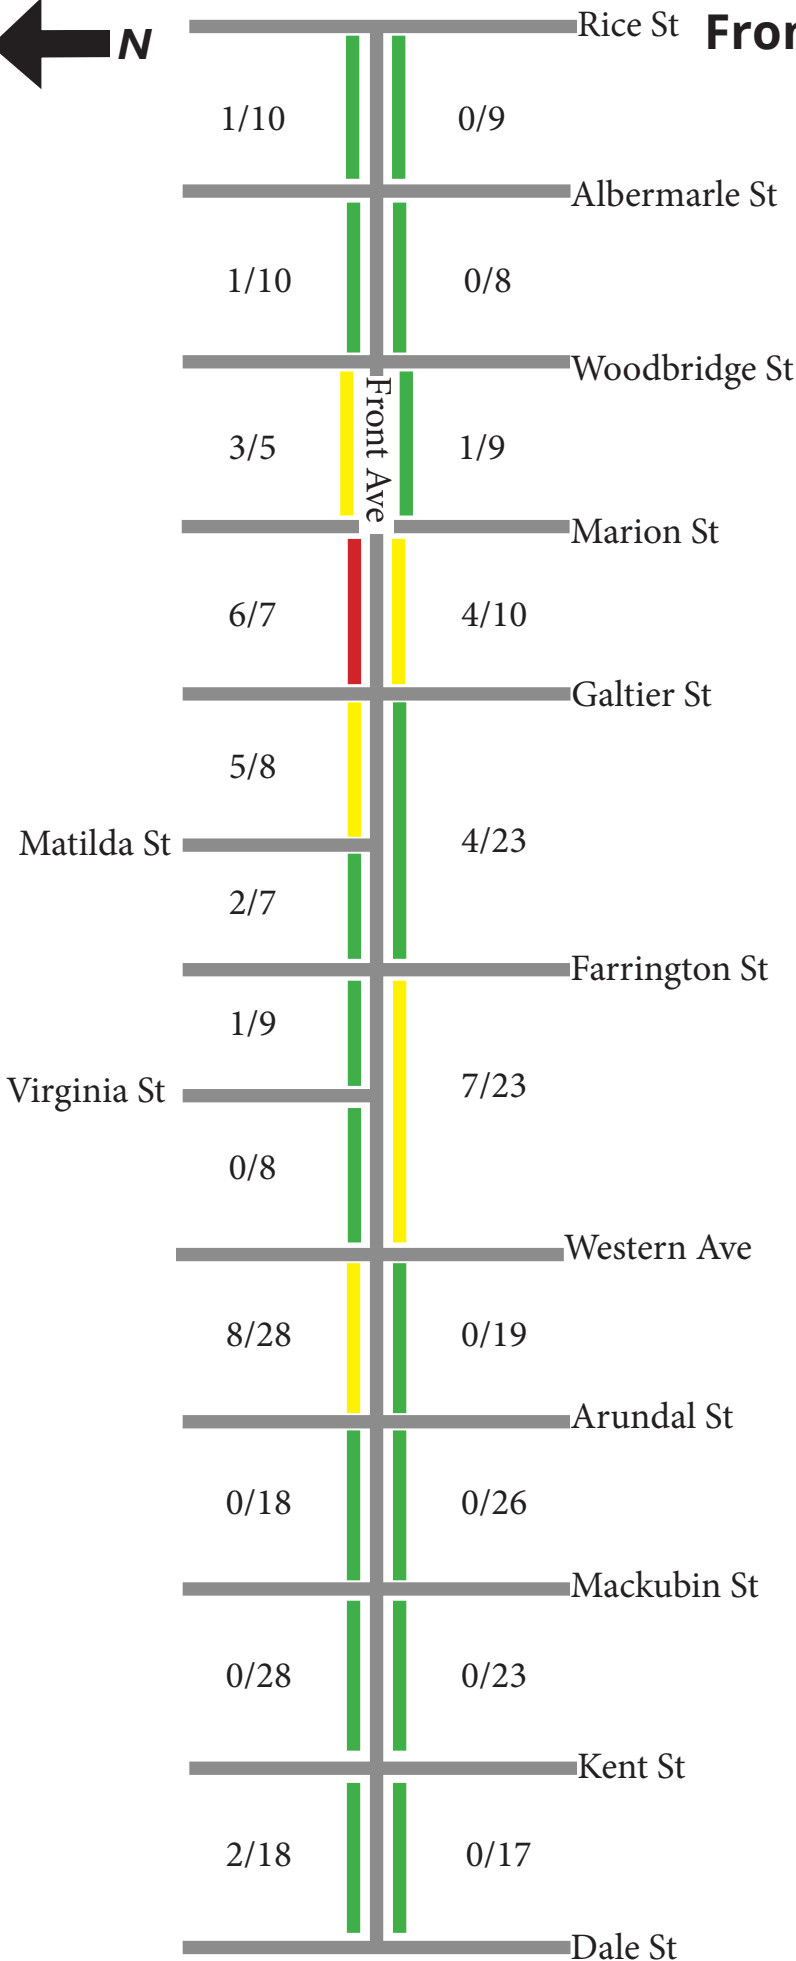 N
Rice St
Fron
1/10
0/9
Albermarle St
1/10
0/8
Woodbridge St
Front Ave
3/5
1/9
Marion St
6/7
4/10
Galtier St
5/8
Matilda St
4/23
2/7
Farrington St
1/9
Virginia St
7/23
0/8
Western Ave
8/28
0/19
Arundal St
0/18
0/26
Mackubin St
0/28
0/23
Kent St
2/18
0/17
Dale St